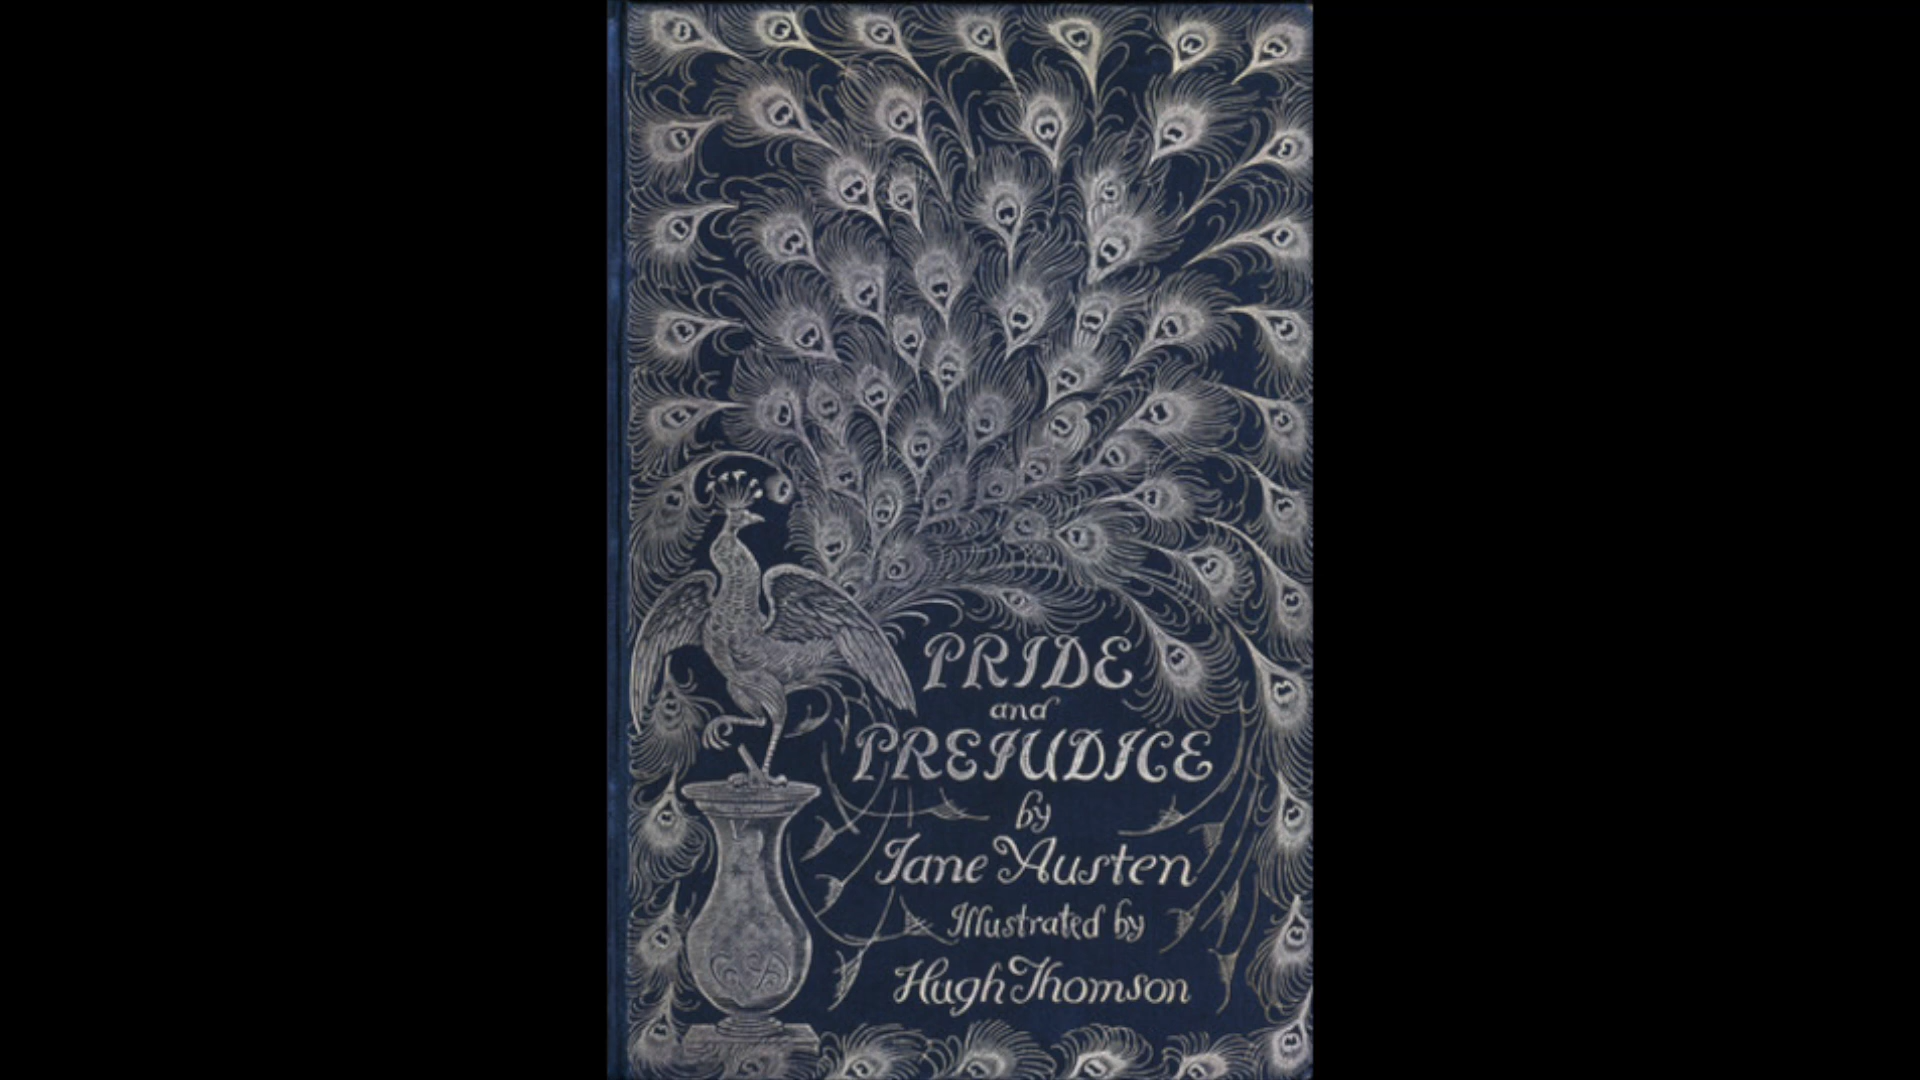 PRIDE
and
PREJUDICE
by
Jane Austen
Illustrated by
Hugh Thomson